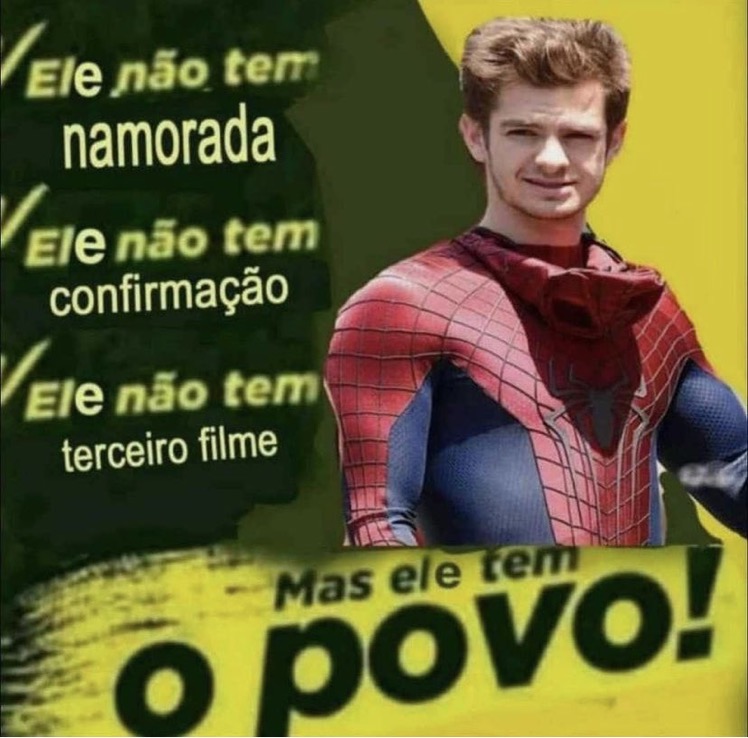 Ele não tem
namorada
Ele não tem
confirmação
Ele não tem
terceiro filme
Mas ele tem
o povo!